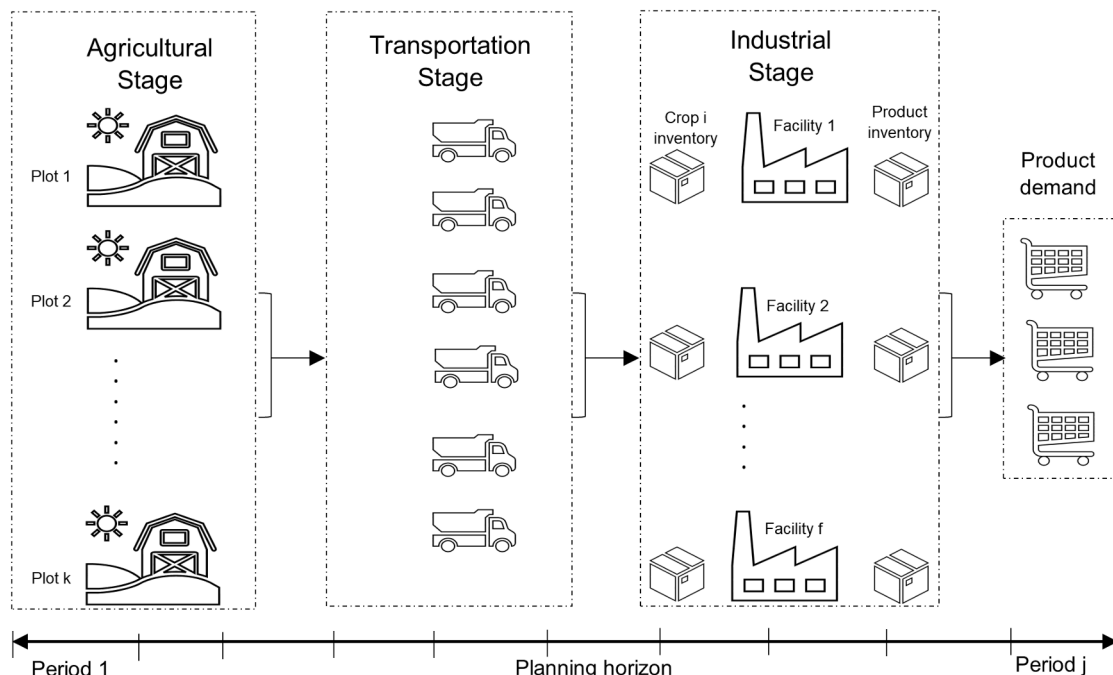 Agricultural
Stage
Plot 1
Plot 2
Plot k
Transportation
Stage
Industrial
Stage
Crop i
inventory
Facility 1
Product
inventory
Facility 2
Facility f
Product
demand
Period 1
Planning horizon
Period j